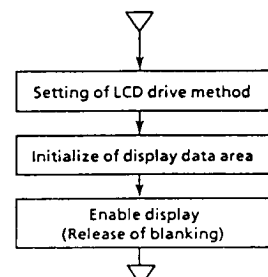 Setting of LCD drive method
Initialize of display data area
Enable display
(Release of blanking)